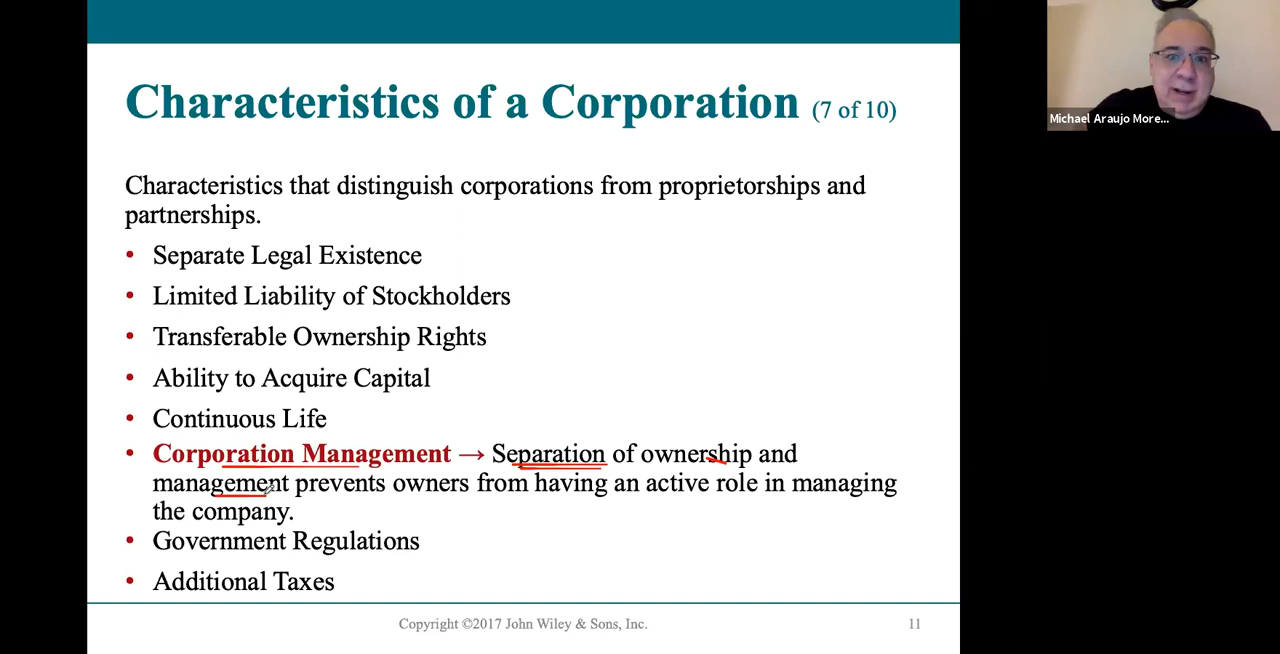 Characteristics of a Corporation (7 of 10)
Michael Araujo More...
Characteristics that distinguish corporations from proprietorships and
partnerships.
• Separate Legal Existence
• Limited Liability of Stockholders
• Transferable Ownership Rights
• Ability to Acquire Capital
• Continuous Life
• Corporation Management → Separation of ownership and
management prevents owners from having an active role in managing
the company.
• Government Regulations
• Additional Taxes
Copyright ©2017 John Wiley & Sons, Inc.
11